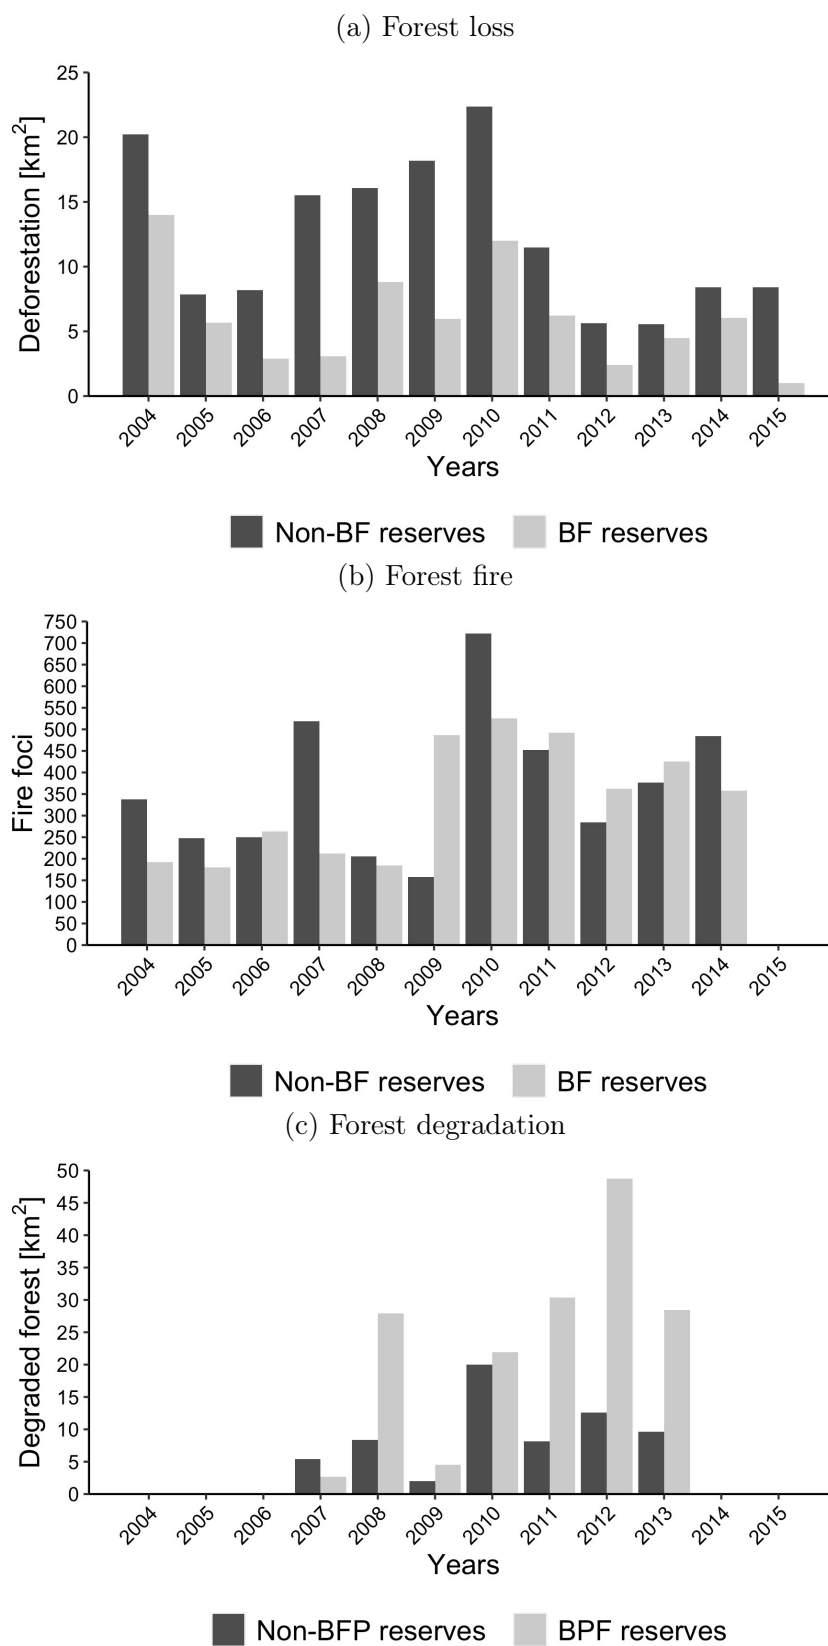 (a) Forest loss
Deforestation [km²]
25
20
15
10
5
0
2004 2005 2006 2007 2008 2009 2010 2011 2012 2013 2014 2015
Years
Non-BF reserves BF reserves
(b) Forest fire
Fire foci
750
700
650
600
550
500
450
400
350
300
250
200
150
100
50
0
2004 2005 2006 2007 2008 2009 2010 2011 2012 2013 2014 2015
Years
Non-BF reserves BF reserves
(c) Forest degradation
Degraded forest [km²]
50
45
40
35
30
25
20
15
10
5
0
2004 2005 2006 2007 2008 2009 2010 2011 2012 2013 2014 2015
Years
Non-BFP reserves BPF reserves